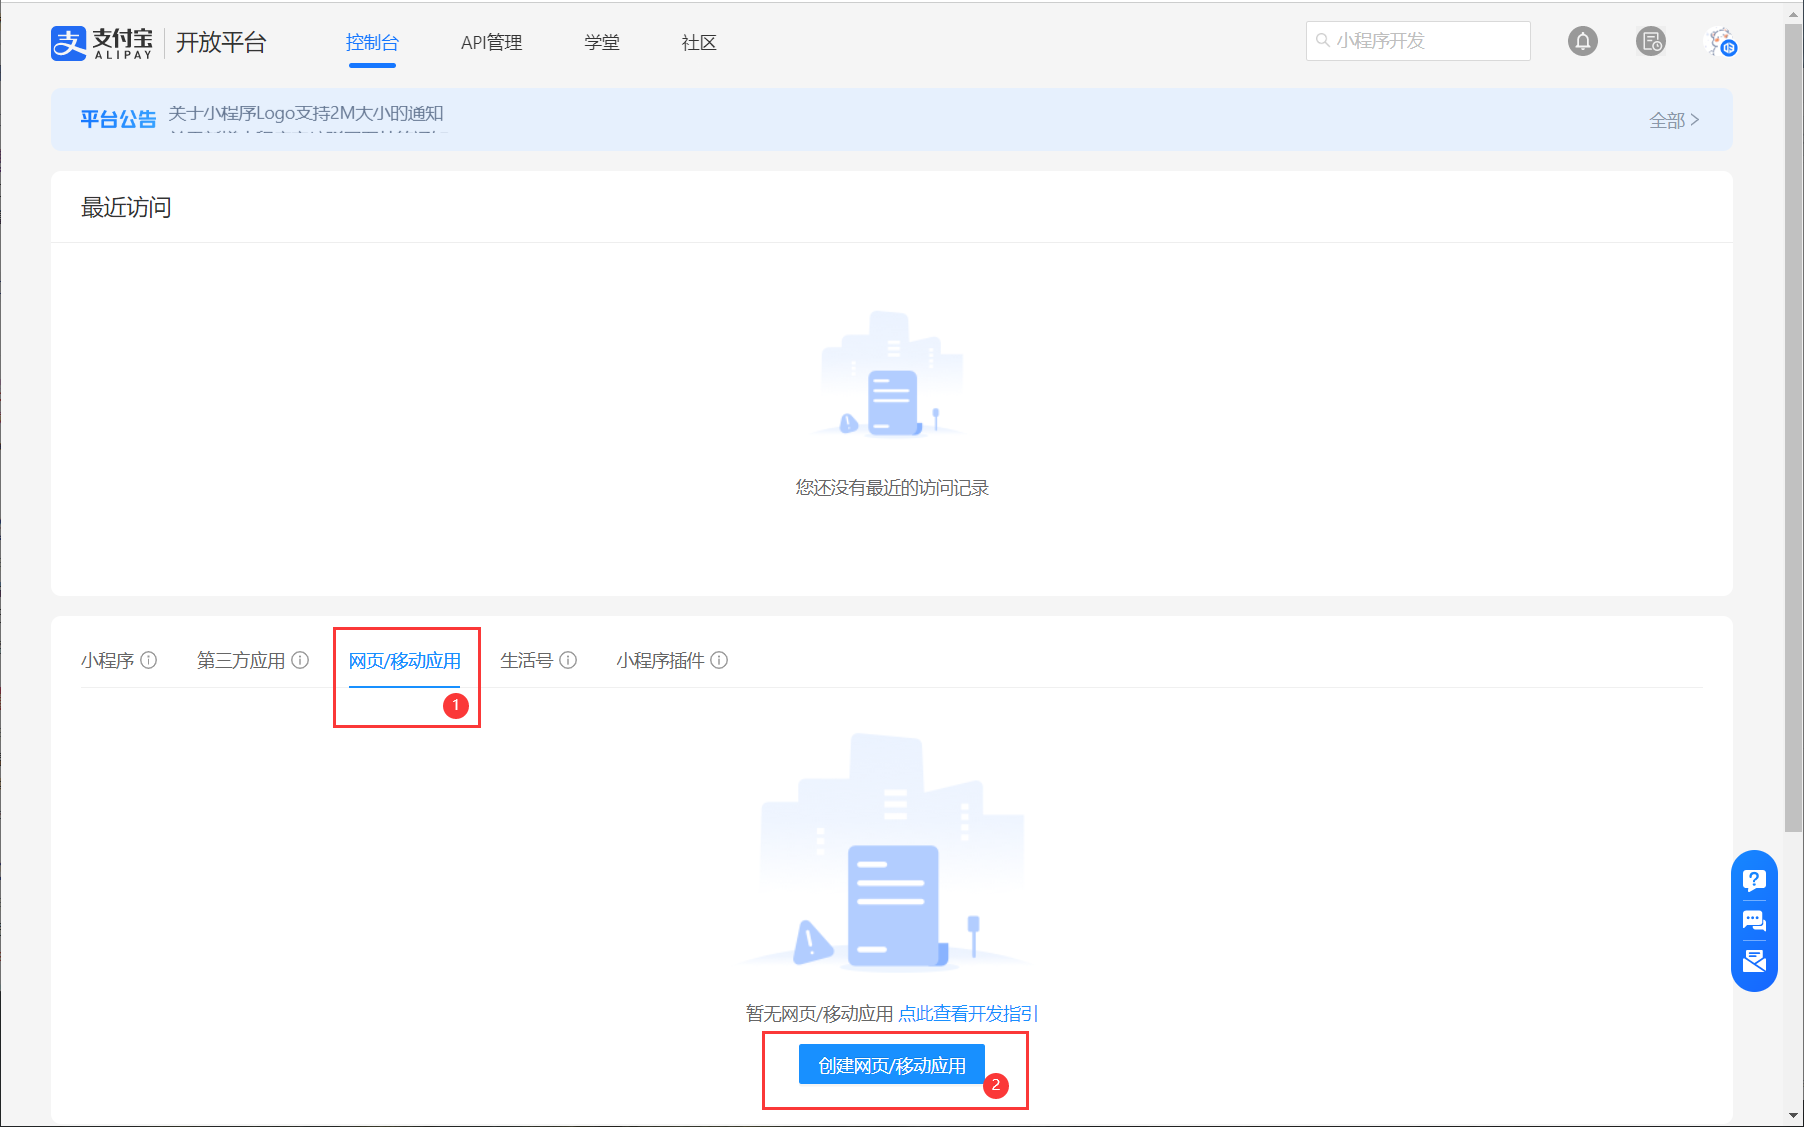 支 支付宝 ALIPAY 开放平台 控制台 API管理 学堂 社区 小程序开发
平台公告 关于小程序Logo支持2M大小的通知 全部 >
最近访问
您还没有最近的访问记录
小程序 第三方应用 网页/移动应用 生活号 小程序插件
1
暂无网页/移动应用 点此查看开发指引
创建网页/移动应用
2